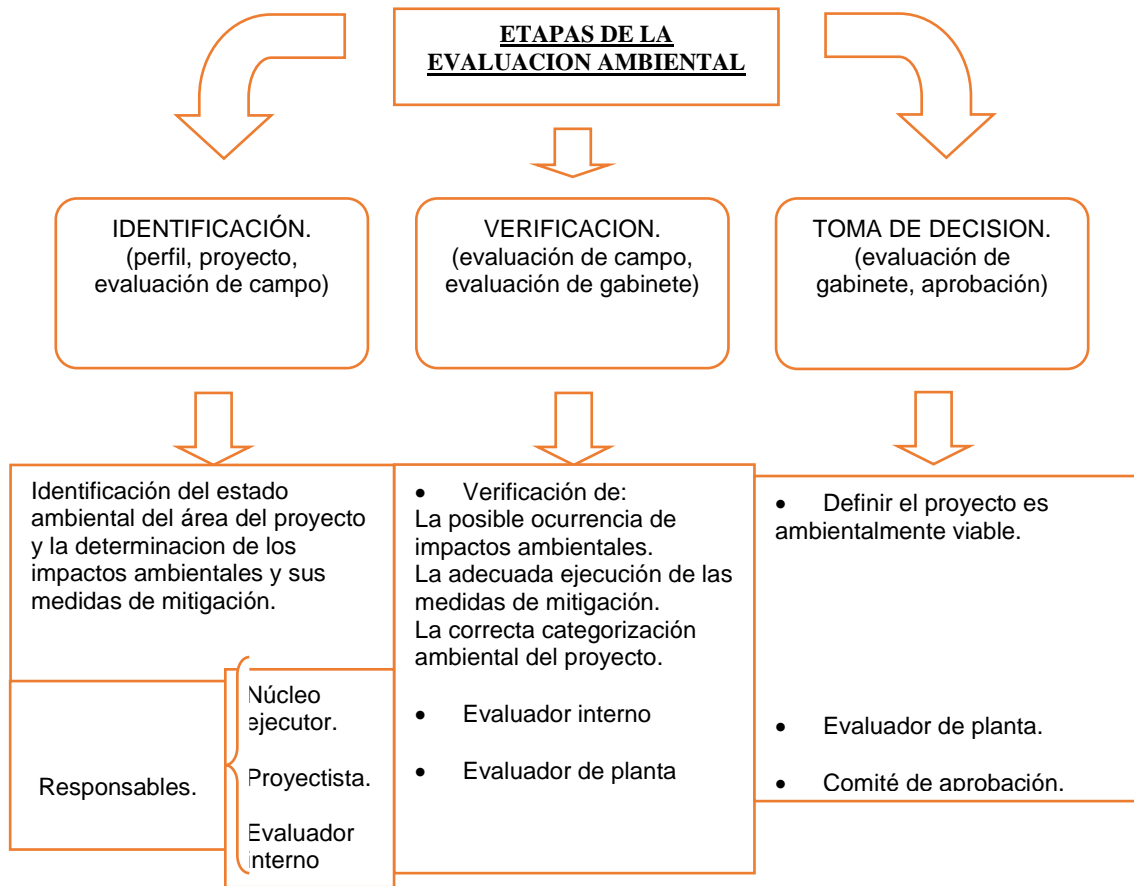 ETAPAS DE LA
EVALUACION AMBIENTAL
IDENTIFICACIÓN.
(perfil, proyecto,
evaluación de campo)
VERIFICACION.
(evaluación de campo,
evaluación de gabinete)
TOMA DE DECISION.
(evaluación de
gabinete, aprobación)
Identificación del estado
ambiental del área del proyecto
y la determinacion de los
impactos ambientales y sus
medidas de mitigación.
Responsables.
Núcleo
ejecutor.
Proyectista.
Evaluador
interno
• Verificación de:
La posible ocurrencia de
impactos ambientales.
La adecuada ejecución de las
medidas de mitigación.
La correcta categorización
ambiental del proyecto.
• Evaluador interno
• Evaluador de planta
• Definir el proyecto es
ambientalmente viable.
• Evaluador de planta.
• Comité de aprobación.